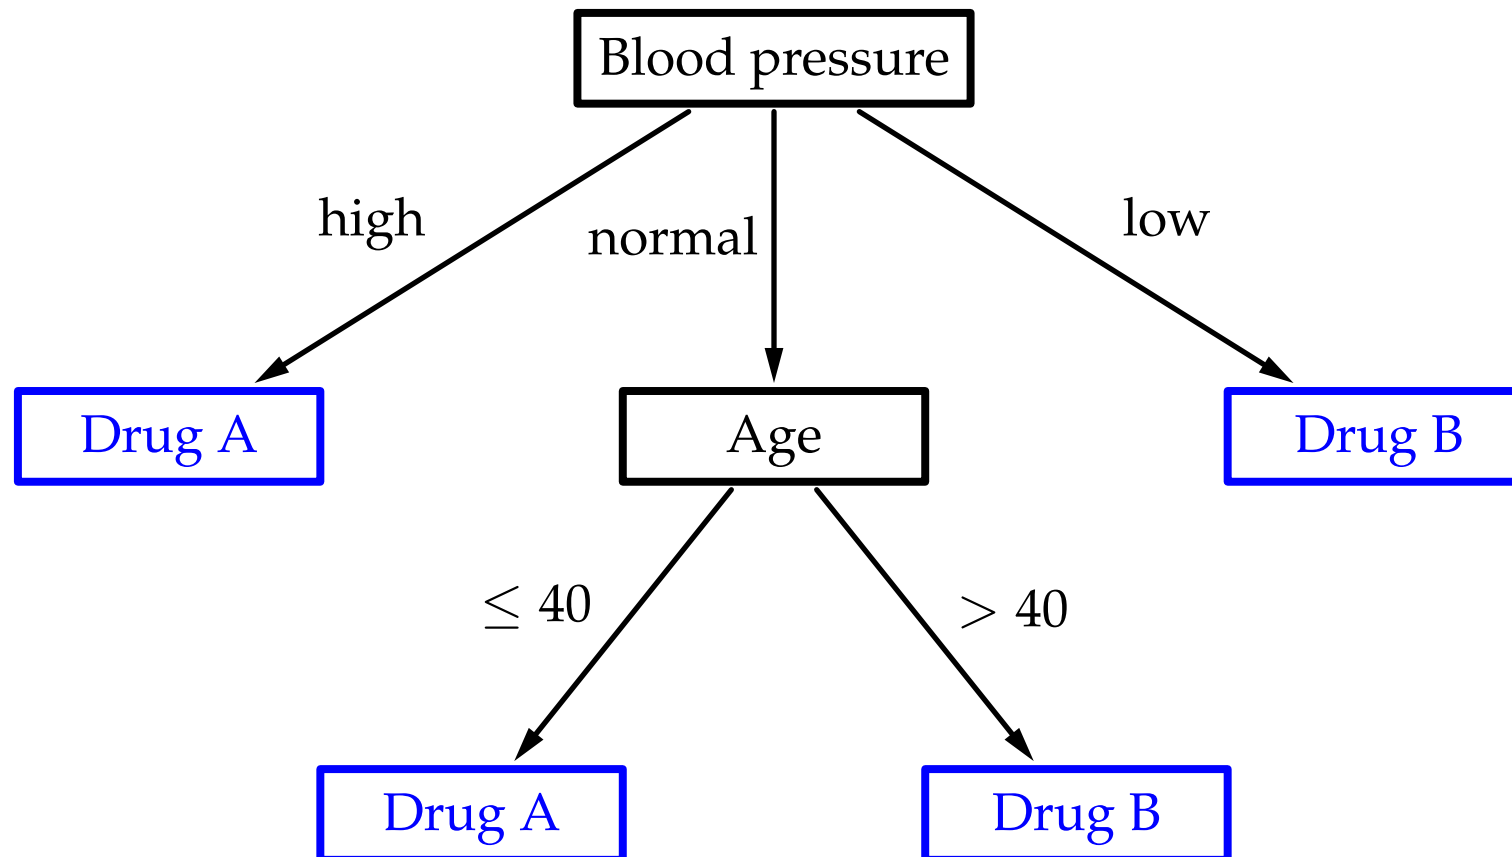 Blood pressure
high
normal
low
Drug A
Age
Drug B
≤ 40
> 40
Drug A
Drug B